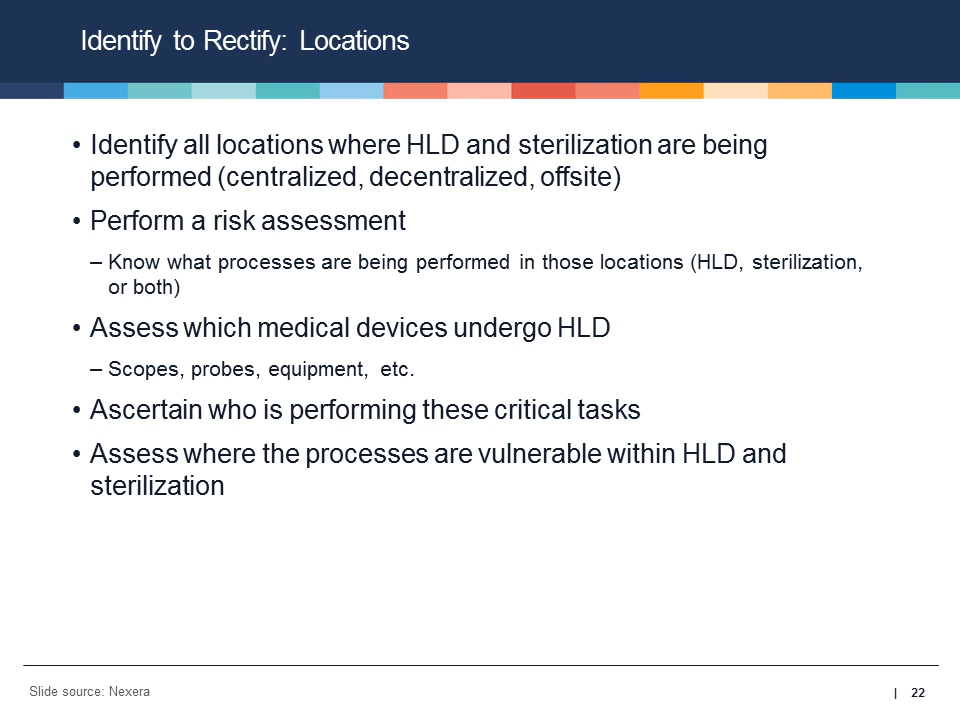 Identify to Rectify: Locations
• Identify all locations where HLD and sterilization are being
performed (centralized, decentralized, offsite)
• Perform a risk assessment
– Know what processes are being performed in those locations (HLD, sterilization,
or both)
• Assess which medical devices undergo HLD
– Scopes, probes, equipment, etc.
• Ascertain who is performing these critical tasks
• Assess where the processes are vulnerable within HLD and
sterilization
Slide source: Nexera
| 22